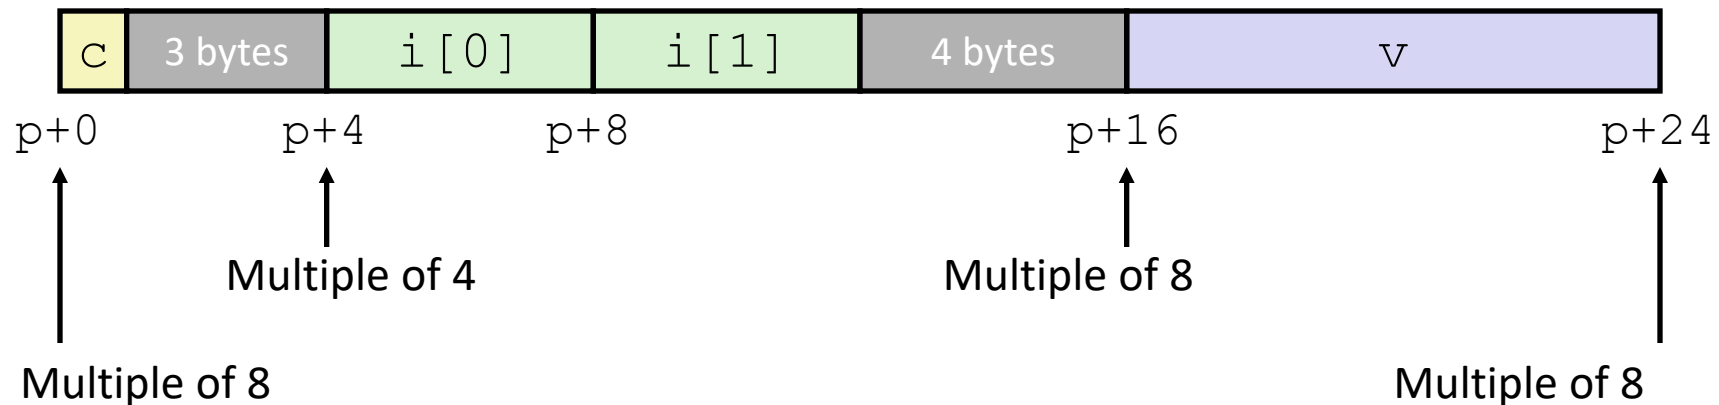 c 3 bytes i[0] i[1] 4 bytes v
p+0 p+4 p+8 p+16 p+24
Multiple of 4 Multiple of 8
Multiple of 8 Multiple of 8